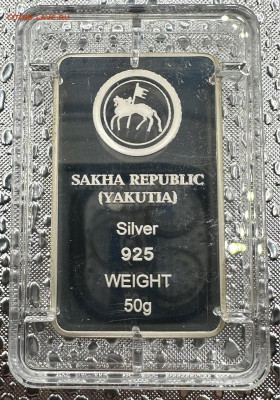 SAKHA REPUBLIC
(YAKUTIA)
Silver
925
WEIGHT
50g